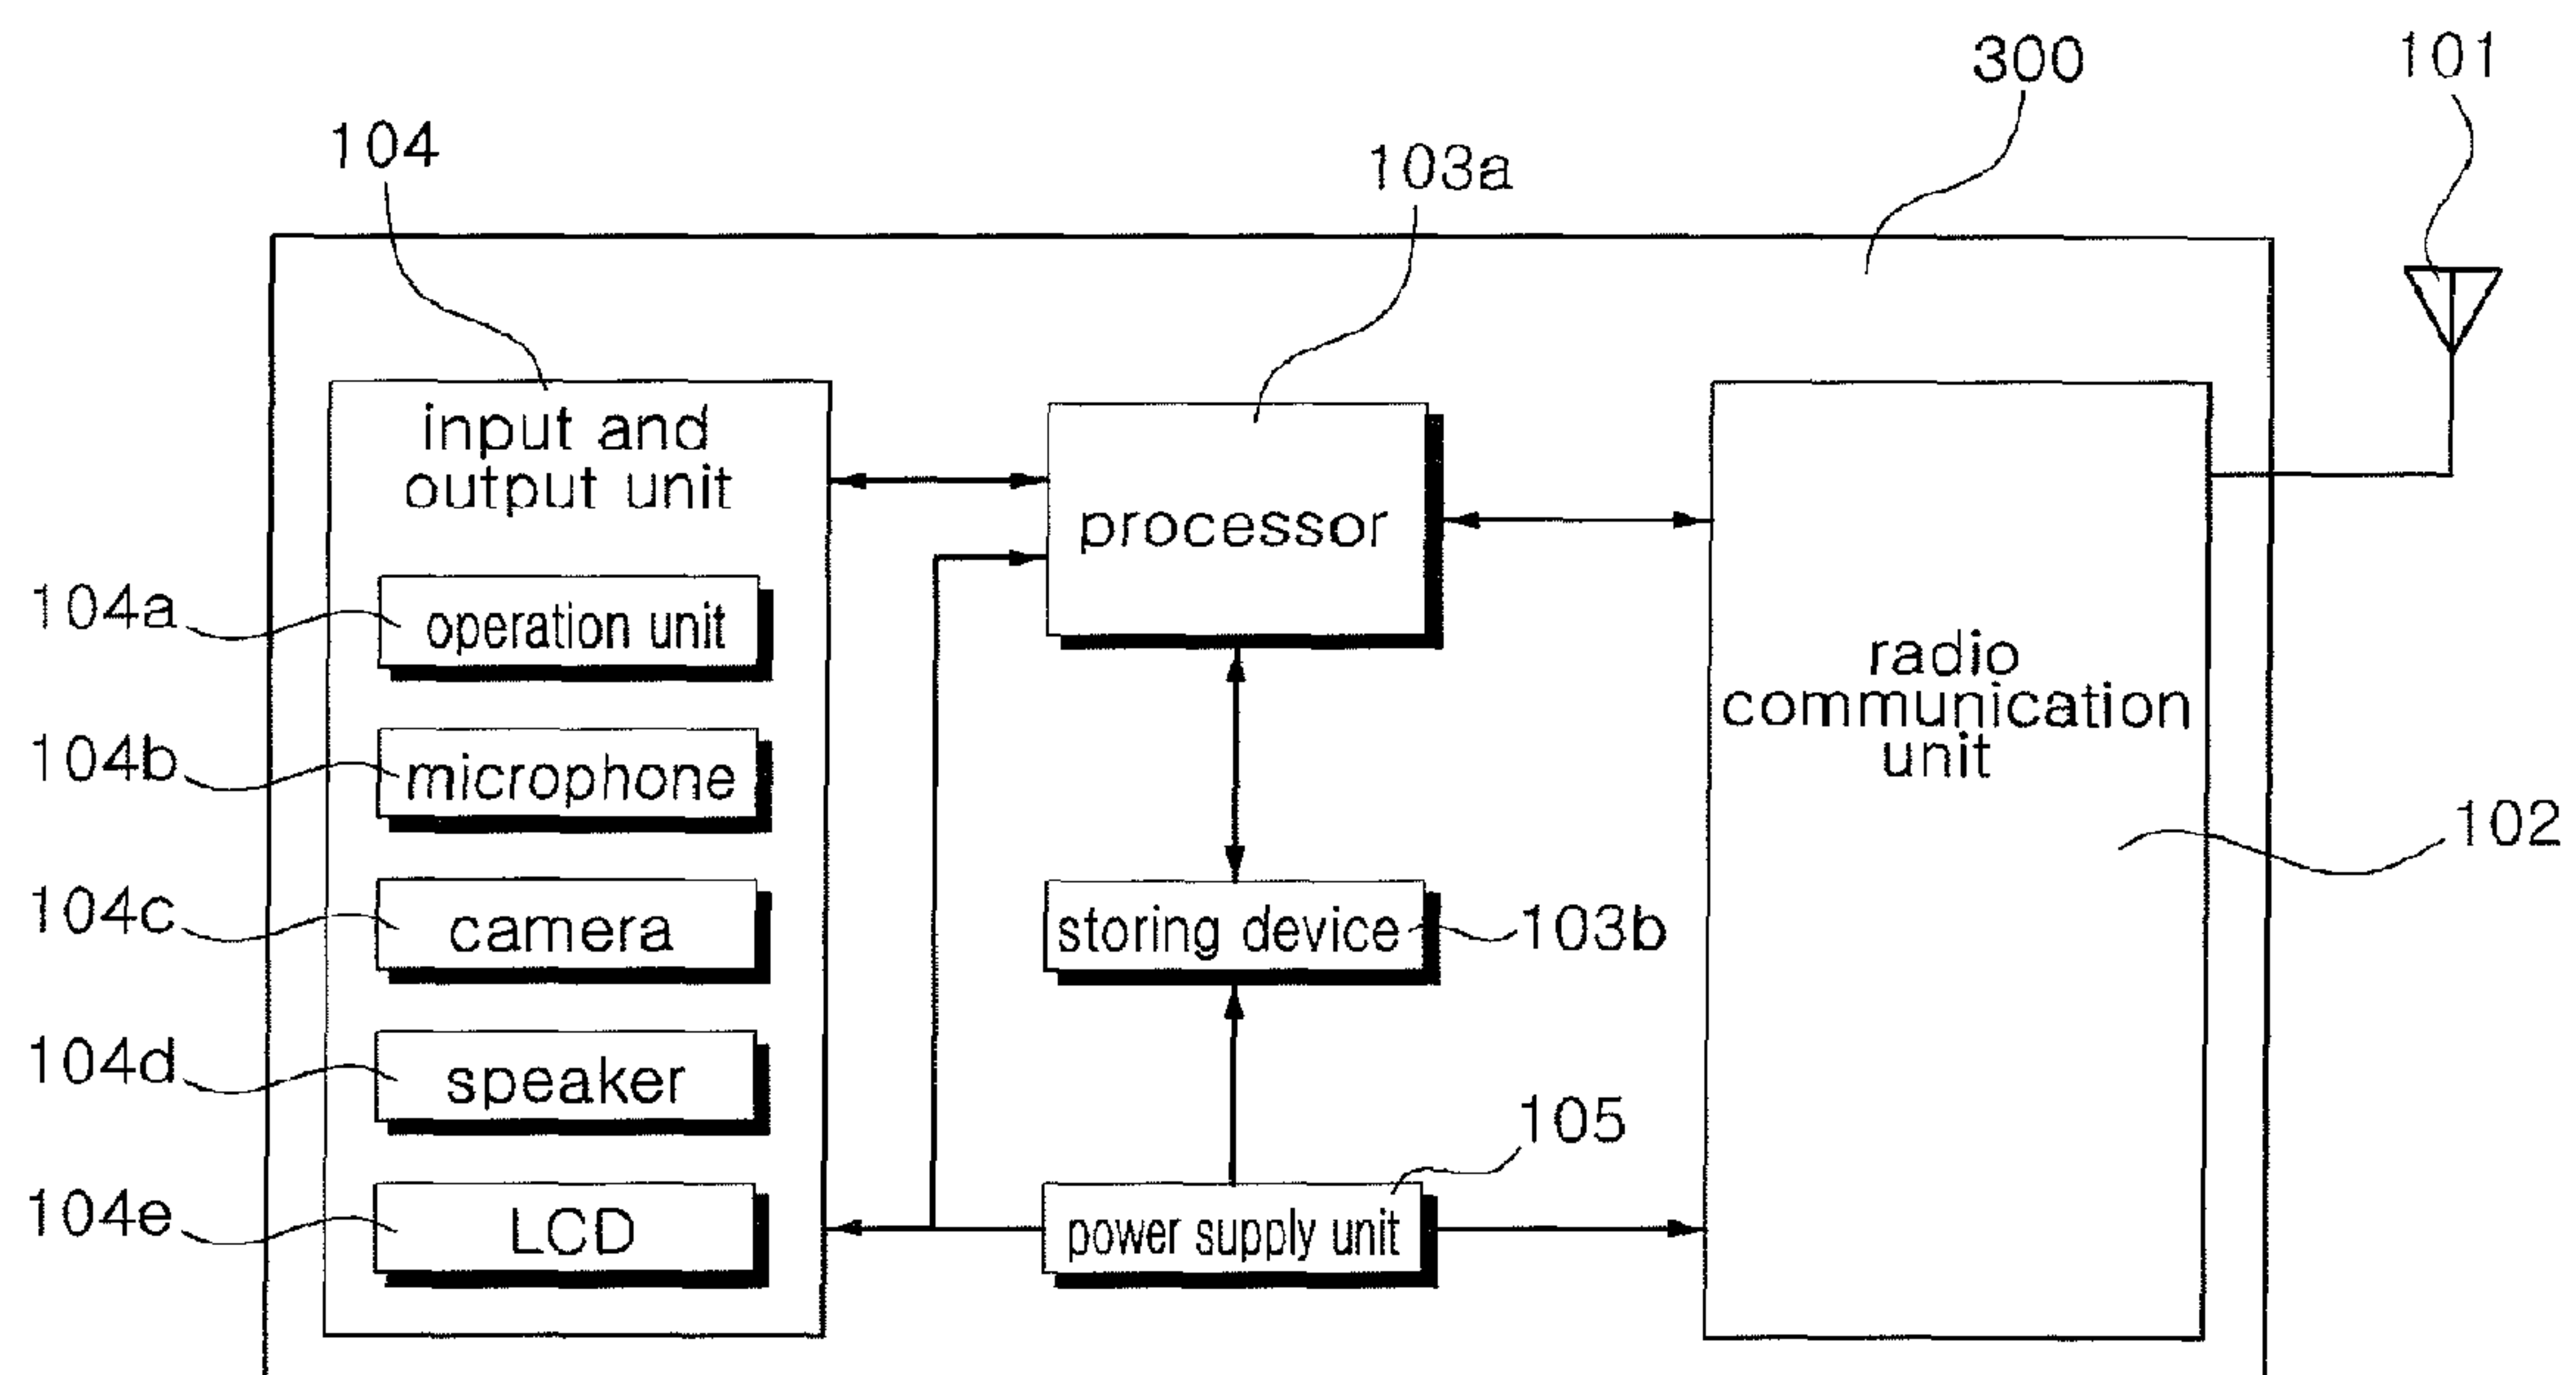 300
101
104
103a
input and
output unit
processor
104a
operation unit
radio
communication
unit
104b
microphone
102
104c
camera
storing device
103b
104d
speaker
105
104e
LCD
power supply unit